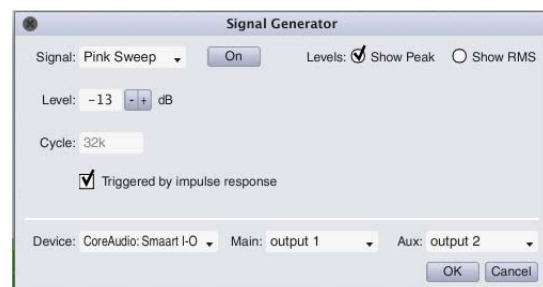 Signal Generator
Signal: Pink Sweep On Levels: Show Peak Show RMS
Level: -13 - + dB
Cycle: 32k
Triggered by impulse response
Device: CoreAudio: Smaart I-O Main: output 1 Aux: output 2
OK Cancel